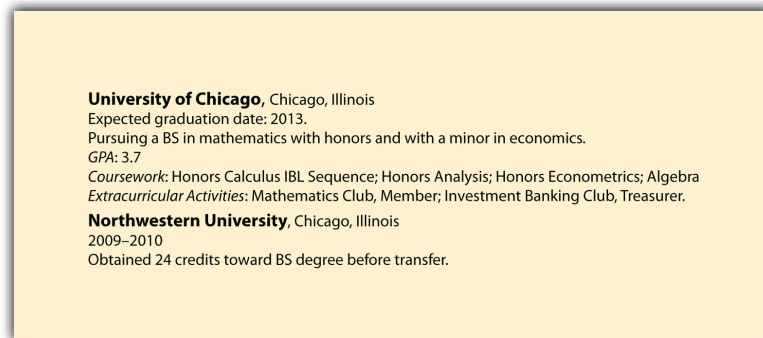 University of Chicago, Chicago, Illinois
Expected graduation date: 2013.
Pursuing a BS in mathematics with honors and with a minor in economics.
GPA: 3.7
Coursework: Honors Calculus IBL Sequence; Honors Analysis; Honors Econometrics; Algebra
Extracurricular Activities: Mathematics Club, Member; Investment Banking Club, Treasurer.
Northwestern University, Chicago, Illinois
2009–2010
Obtained 24 credits toward BS degree before transfer.